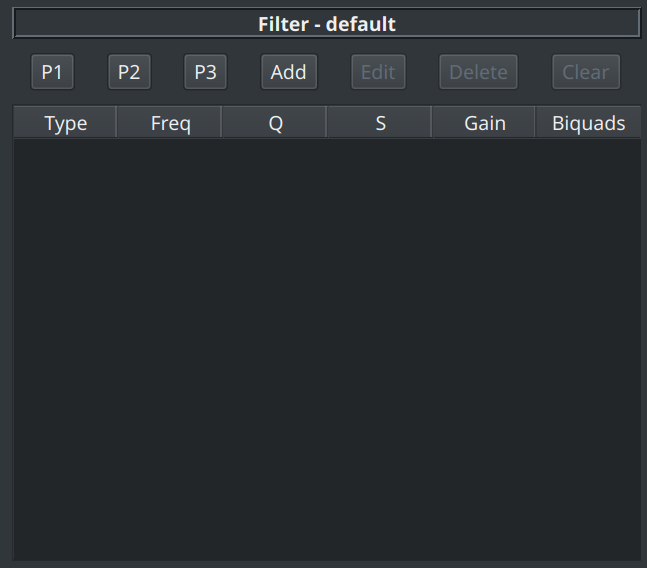 Filter - default
P1 P2 P3 Add Edit Delete Clear
Type Freq Q S Gain Biquads